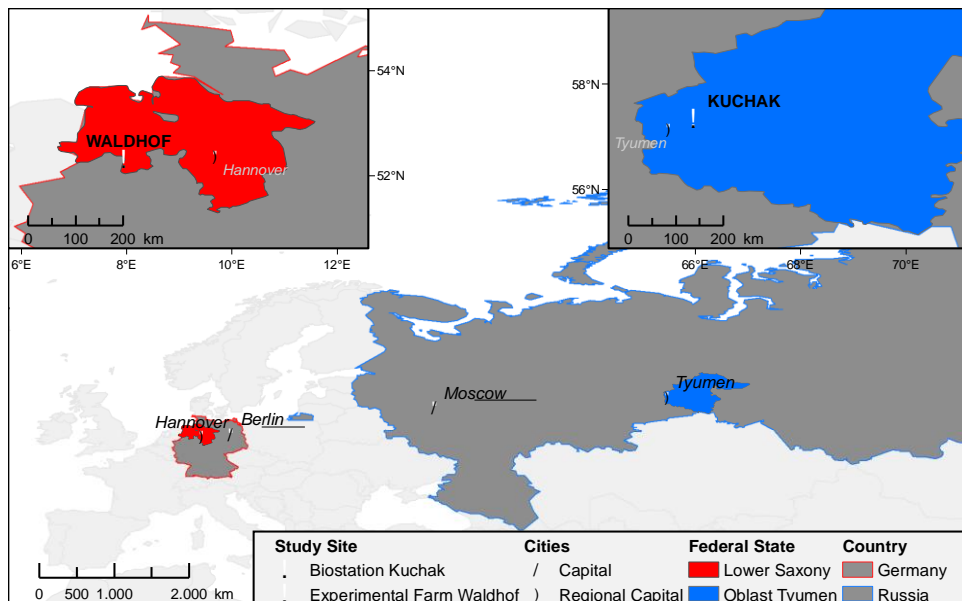 54°N
WALDHOF
Hannover
52°N
0 100 200 km
6°E 8°E 10°E 12°E
58°N
KUCHAK
Tyumen
56°N
0 100 200 km
66°E 68°E 70°E
Moscow
Tyumen
Hannover
Berlin
0 500 1.000 2.000 km
Study Site
Biostation Kuchak
Experimental Farm Waldhof
Cities
Capital
Regional Capital
Federal State
Lower Saxony
Oblast Tyumen
Country
Germany
Russia